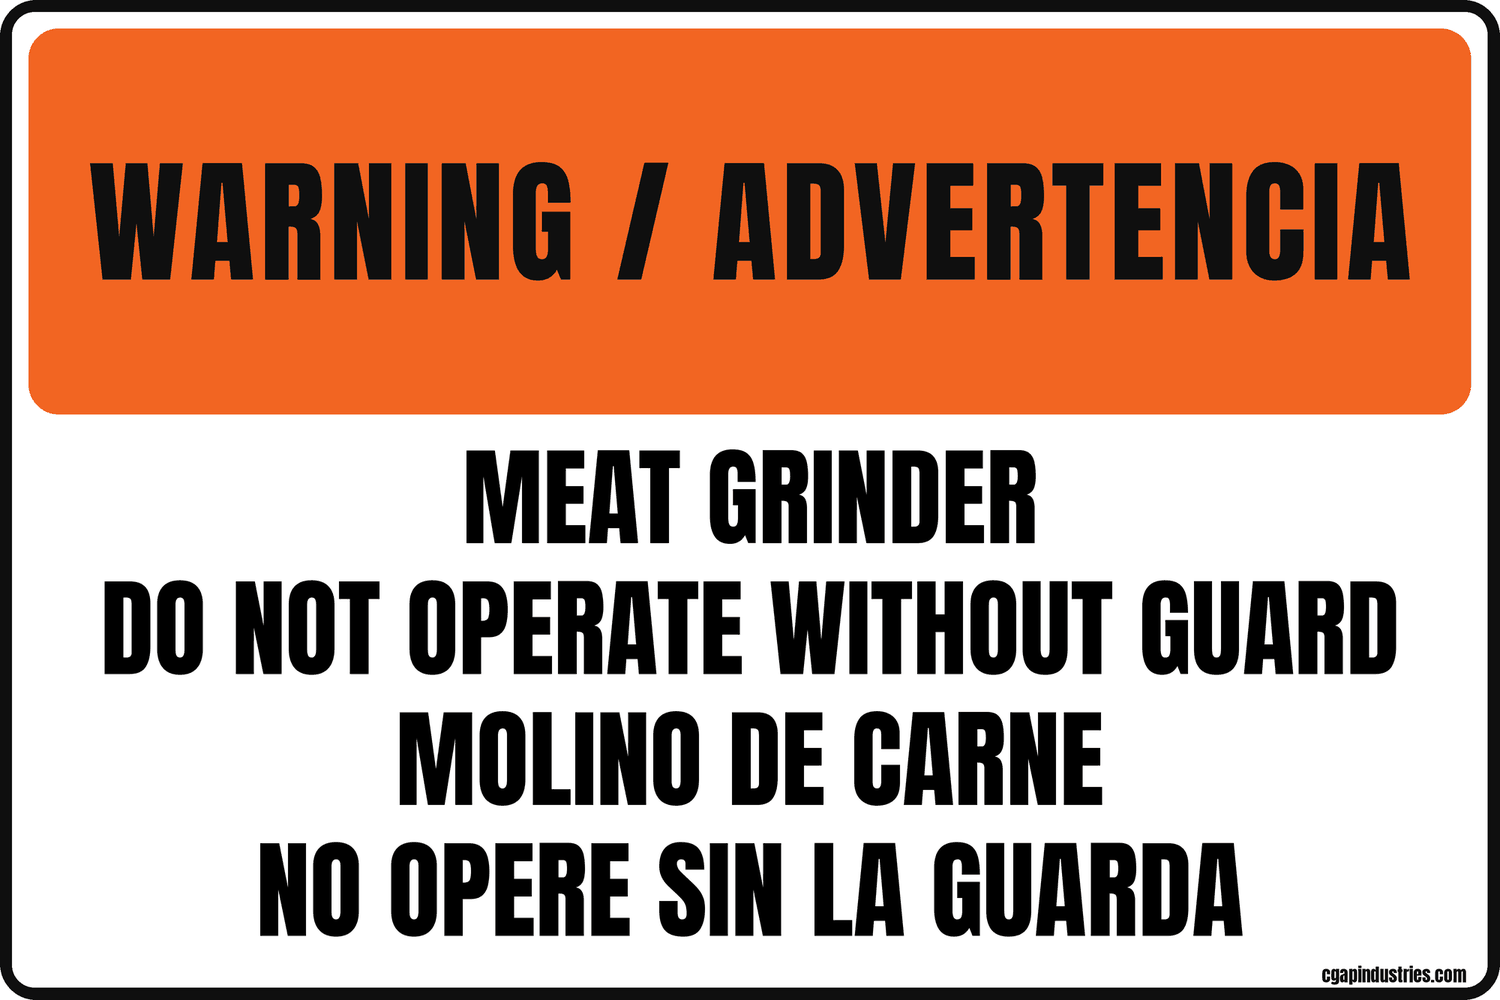 WARNING / ADVERTENCIA
MEAT GRINDER
DO NOT OPERATE WITHOUT GUARD
MOLINO DE CARNE
NO OPERE SIN LA GUARDA
cgapindustries.com